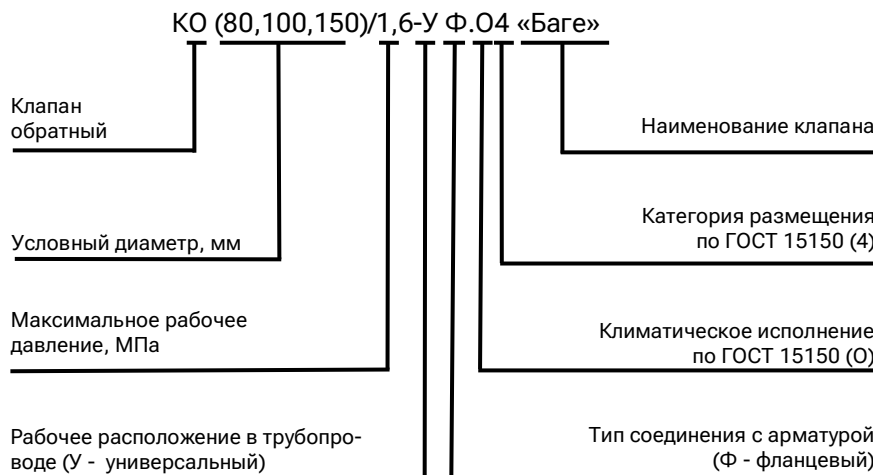 КО (80,100,150)/1,6-У Ф.О4 «Баге»
Клапан
обратный
Наименование клапана
Категория размещения
по ГОСТ 15150 (4)
Условный диаметр, мм
Максимальное рабочее
давление, МПа
Климатическое исполнение
по ГОСТ 15150 (О)
Рабочее расположение в трубопро-
воде (У - универсальный)
Тип соединения с арматурой
(Ф - фланцевый)